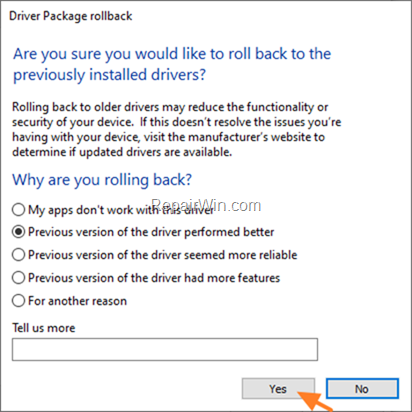 Driver Package rollback
Are you sure you would like to roll back to the
previously installed drivers?
Rolling back to older drivers may reduce the functionality or
security of your device. If this doesn't resolve the issues you're
having with your device, visit the manufacturer's website to
determine if updated drivers are available.
Why are you rolling back?
My apps don't work with this driver
RepairWin.com
Previous version of the driver performed better
Previous version of the driver seemed more reliable
Previous version of the driver had more features
For another reason
Tell us more
Yes
No